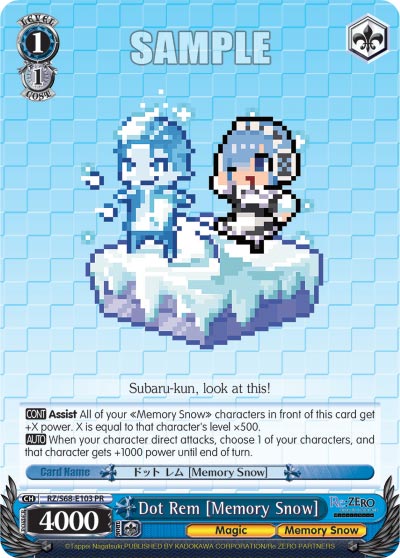 LEVEL
1
1
COST
SAMPLE
Subaru-kun, look at this!
CONT Assist All of your «Memory Snow» characters in front of this card get
+X power. X is equal to that character's level ×500.
AUTO When your character direct attacks, choose 1 of your characters, and
that character gets +1000 power until end of turn.
Card Name ドット レム [Memory Snow]
CH RZ/S68-E103 PR
POWER 4000
Dot Rem [Memory Snow]
Re:ZERO
Magic Memory Snow
©Tappei Nagatsuki,PUBLISHED BY KADOKAWA CORPORATION/Re:ZERO1 PARTNERS